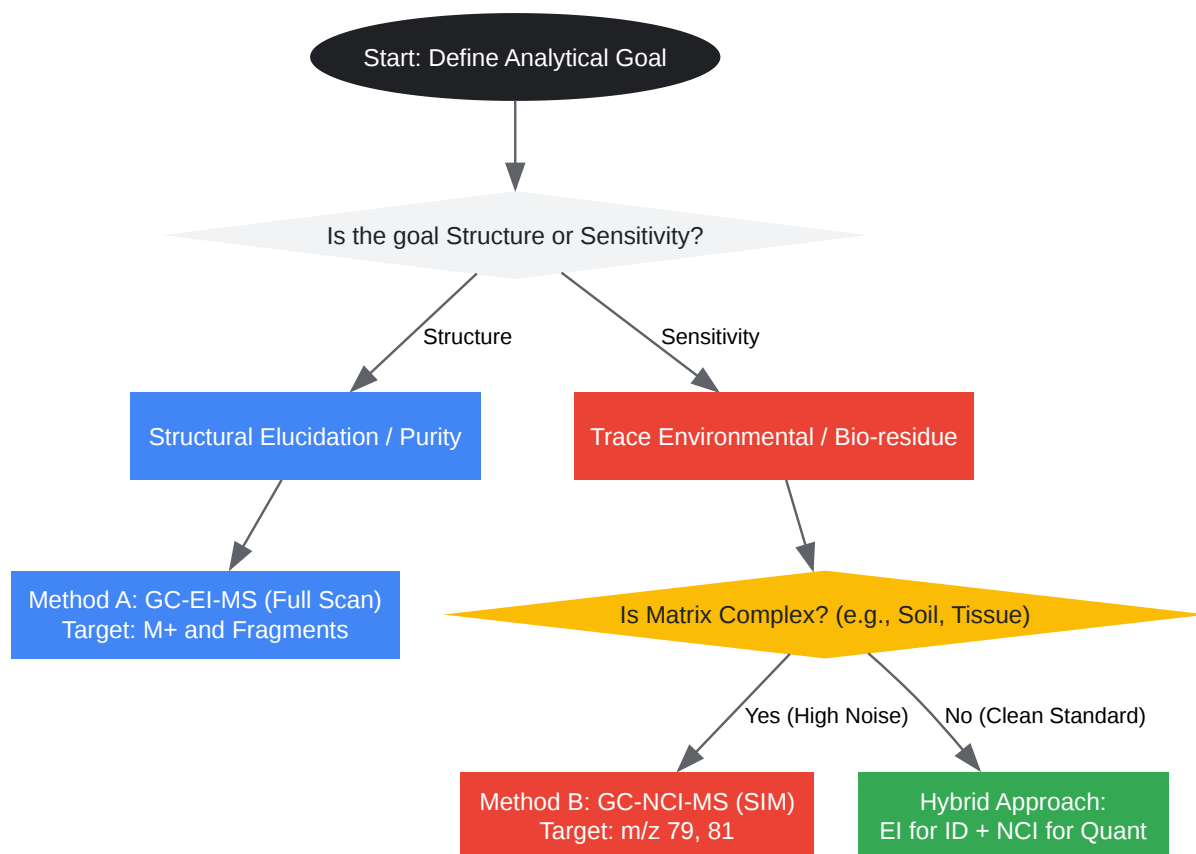 Start: Define Analytical Goal
Is the goal Structure or Sensitivity?
Structure
Sensitivity
Structural Elucidation / Purity
Trace Environmental / Bio-residue
Method A: GC-EI-MS (Full Scan)
Target: M+ and Fragments
Is Matrix Complex? (e.g., Soil, Tissue)
Yes (High Noise)
No (Clean Standard)
Method B: GC-NCI-MS (SIM)
Target: m/z 79, 81
Hybrid Approach:
EI for ID + NCI for Quant